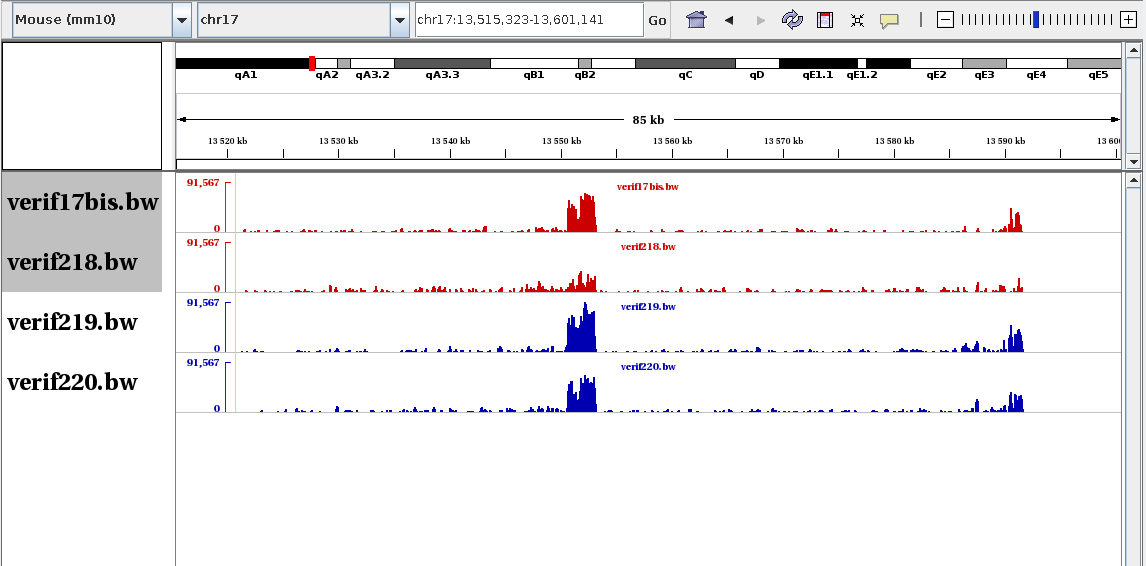 Mouse (mm10) chr17 chr17:13,515,323-13,601,141 Go
qA1 qA2 qA3.2 qA3.3 qB1 qB2 qC qD qE1.1 qE1.2 qE2 qE3 qE4 qE5
85 kb
13 520 kb 13 530 kb 13 540 kb 13 550 kb 13 560 kb 13 570 kb 13 580 kb 13 590 kb 13 600
verif17bis.bw 91,567 verif17bis.bw
0
verif218.bw 91,567 verif218.bw
0
verif219.bw 91,567 verif219.bw
0
verif220.bw 91,567 verif220.bw
0